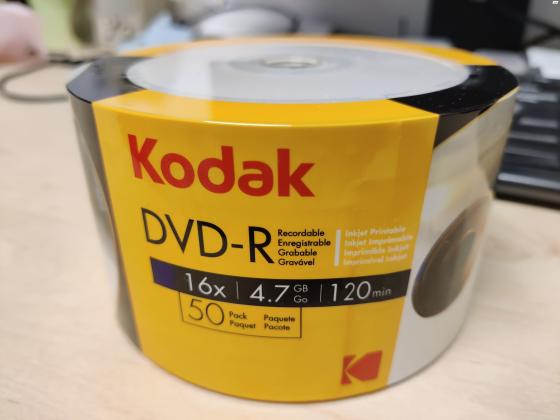 Kodak
DVD-R
Recordable
Enregistrable
Grabable
Gravável
Inkjet Printable
Inkjet Imprimable
Imprimible Inkjet
Imprimível Inkjet
16x | 4.7 GB Go | 120 min
50
Pack Paquete
Paquet Pacote